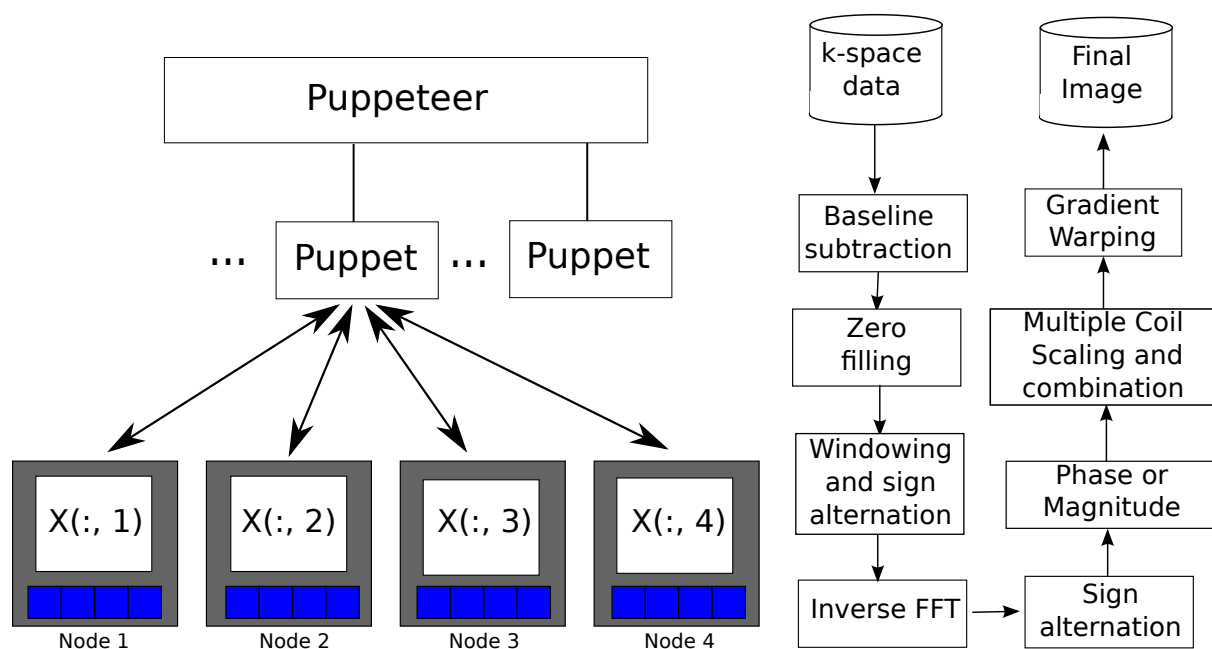 Puppeteer
...
Puppet
...
Puppet
X(:, 1)
X(:, 2)
X(:, 3)
X(:, 4)
Node 1
Node 2
Node 3
Node 4
k-space
data
Baseline
subtraction
Zero
filling
Windowing
and sign
alternation
Inverse FFT
Sign
alternation
Phase or
Magnitude
Multiple Coil
Scaling and
combination
Gradient
Warping
Final
Image